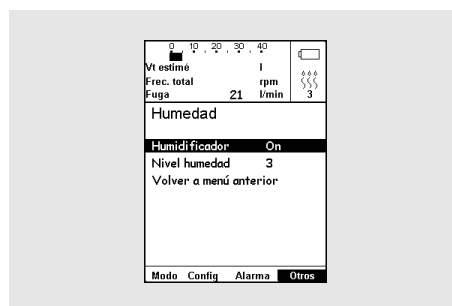 0 10 20 30 40
Vt estimé l
Frec. total rpm
Fuga 21 l/min 3
Humedad
Humidificador On
Nivel humedad 3
Volver a menú anterior
Modo Config Alarma Otros